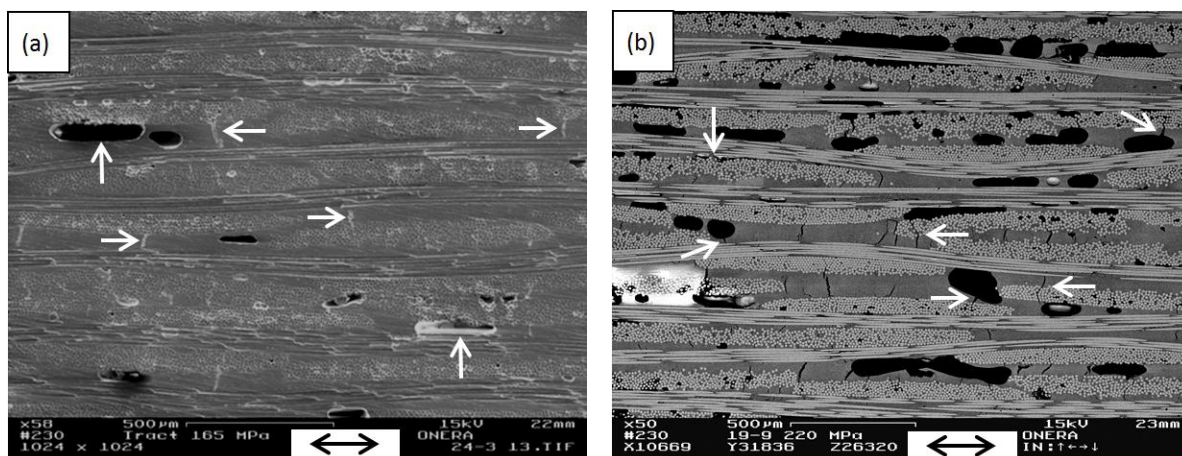 (a)
x58 500µm 15kV 22mm
#230 Tract 165 MPa ONERA
1024 x 1024 24-3 13.TIF
(b)
x50 500µm 15kV 23mm
#230 19-9 220 MPa ONERA
X10669 Y31836 Z26320 IN:↑←→↓